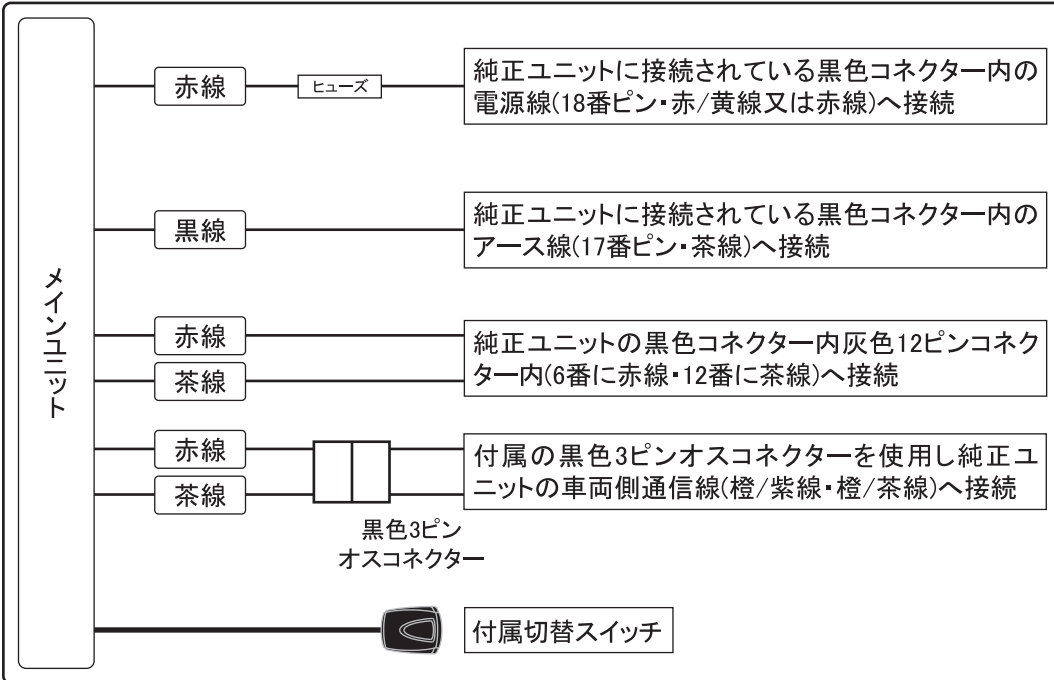 メインユニット
赤線
ヒューズ
純正ユニットに接続されている黒色コネクター内の
電源線(18番ピン・赤/黄線又は赤線)へ接続
黒線
純正ユニットに接続されている黒色コネクター内の
アース線(17番ピン・茶線)へ接続
赤線
茶線
純正ユニットの黒色コネクター内灰色12ピンコネク
ター内(6番に赤線・12番に茶線)へ接続
赤線
茶線
付属の黒色3ピンオスコネクターを使用し純正ユ
ニットの車両側通信線(橙/紫線・橙/茶線)へ接続
黒色3ピン
オスコネクター
付属切替スイッチ